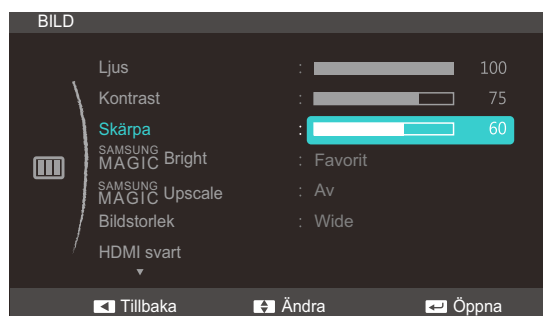 BILD
Ljus : 100
Kontrast : 75
Skärpa : 60
SAMSUNG MAGIC Bright : Favorit
SAMSUNG MAGIC Upscale : Av
Bildstorlek : Wide
HDMI svart
Tillbaka Ändra Öppna